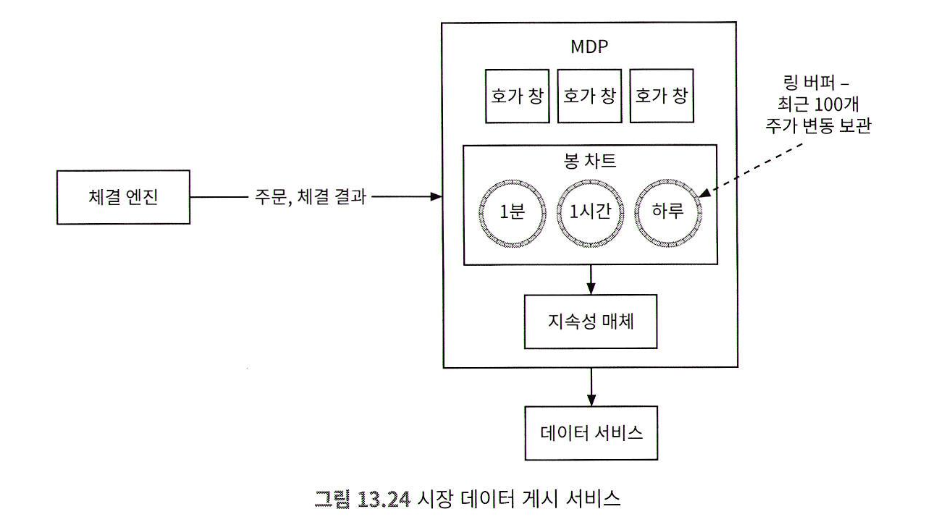 MDP
호가 창 호가 창 호가 창
링 버퍼 –
최근 100개
주가 변동 보관
봉 차트
체결 엔진
주문, 체결 결과
1분 1시간 하루
지속성 매체
데이터 서비스
그림 13.24 시장 데이터 게시 서비스